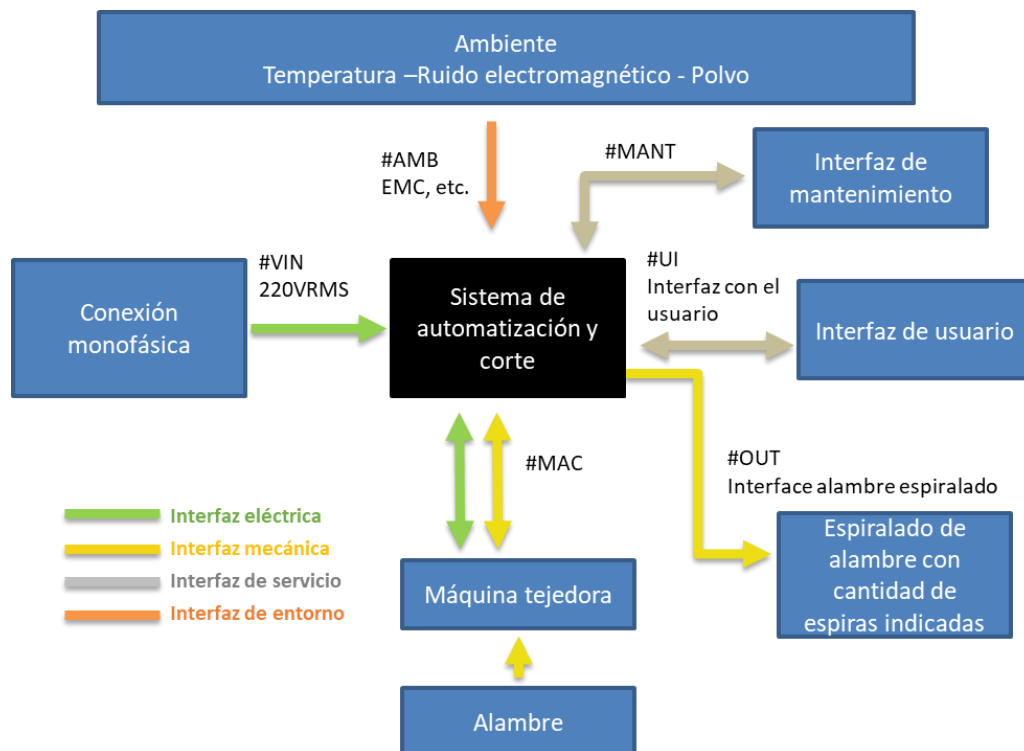 Ambiente
Temperatura –Ruido electromagnético - Polvo
#AMB
EMC, etc.
#MANT
Interfaz de
mantenimiento
Conexión
monofásica
#VIN
220VRMS
Sistema de
automatización y
corte
#UI
Interfaz con el
usuario
Interfaz de usuario
#MAC
#OUT
Interface alambre espiralado
Interfaz eléctrica
Interfaz mecánica
Interfaz de servicio
Interfaz de entorno
Máquina tejedora
Espiralado de
alambre con
cantidad de
espiras indicadas
Alambre